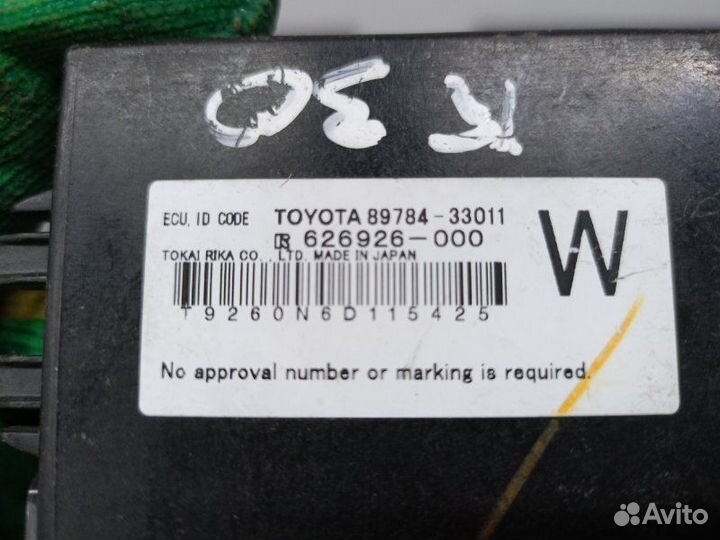 K 30
ECU, ID CODE TOYOTA 89784-33011
R 626926-000
TOKAI RIKA CO., LTD. MADE IN JAPAN
W
T9260N6D115425
No approval number or marking is required.
Avito